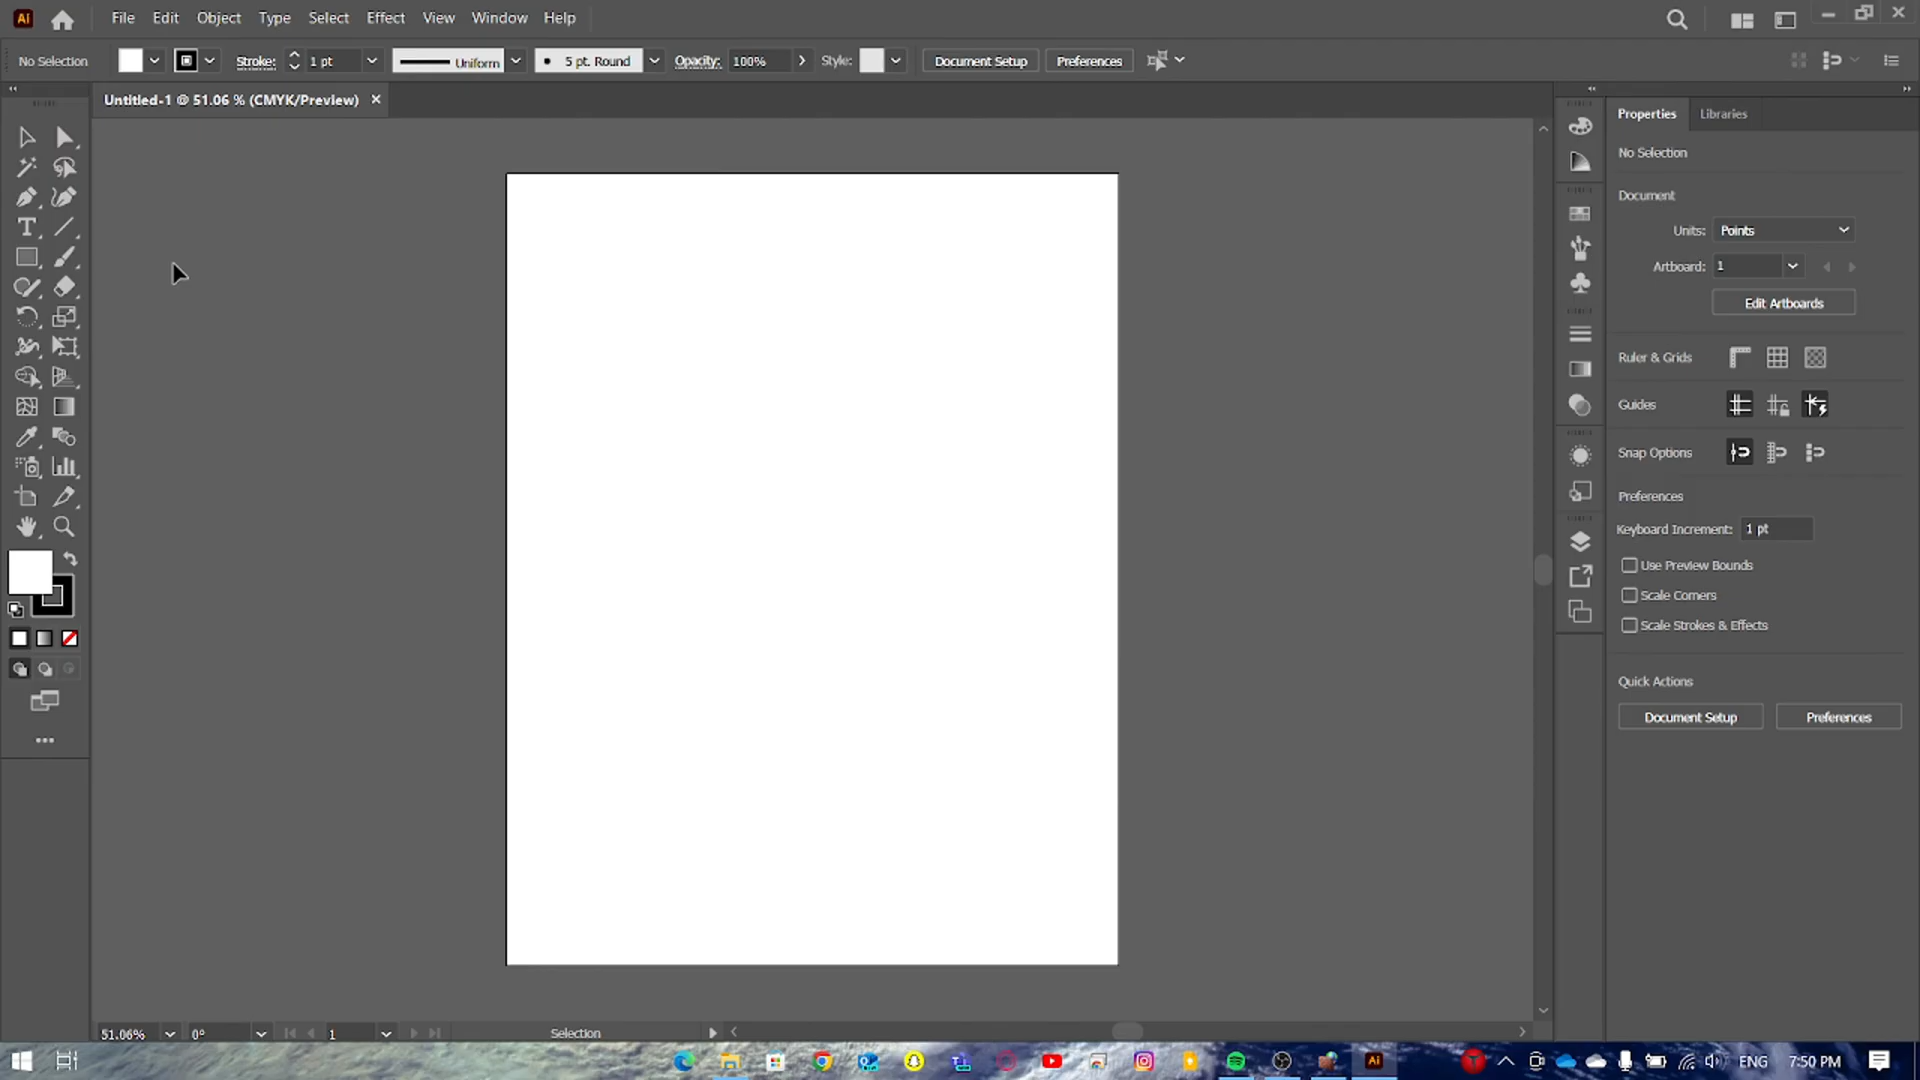 Ai File Edit Object Type Select Effect View Window Help
No Selection Stroke: 1 pt Uniform 5 pt. Round Opacity: 100% Style: Document Setup Preferences
Untitled-1 @ 51.06 % (CMYK/Preview)
Properties Libraries
No Selection
Document
Units: Points
Artboard: 1
Edit Artboards
Ruler & Grids
Guides
Snap Options
Preferences
Keyboard Increment: 1 pt
Use Preview Bounds
Scale Corners
Scale Strokes & Effects
Quick Actions
Document Setup Preferences
51.06% 0° 1 Selection
Ai ENG 7:50 PM